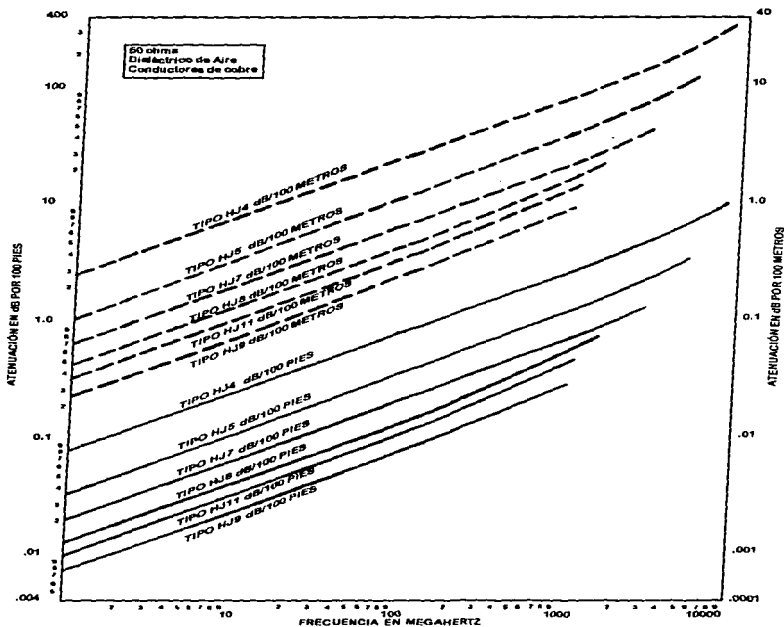 400
100
10
1.0
0.1
.01
.004
ATENUACIÓN EN dB POR 100 PIES
50 ohms
Dieléctrico de Aire
Conductores de cobre
TIPO HJ4 dB/100 METROS
TIPO HJ5 dB/100 METROS
TIPO HJ7 dB/100 METROS
TIPO HJ8 dB/100 METROS
TIPO HJ11 dB/100 METROS
TIPO HJ9 dB/100 METROS
TIPO HJ4 dB/100 PIES
TIPO HJ5 dB/100 PIES
TIPO HJ7 dB/100 PIES
TIPO HJ8 dB/100 PIES
TIPO HJ11 dB/100 PIES
TIPO HJ9 dB/100 PIES
40
10
1.0
0.1
.01
.001
.0001
ATENUACIÓN EN dB POR 100 METROS
10 100 1000 10000
FRECUENCIA EN MEGAHERTZ